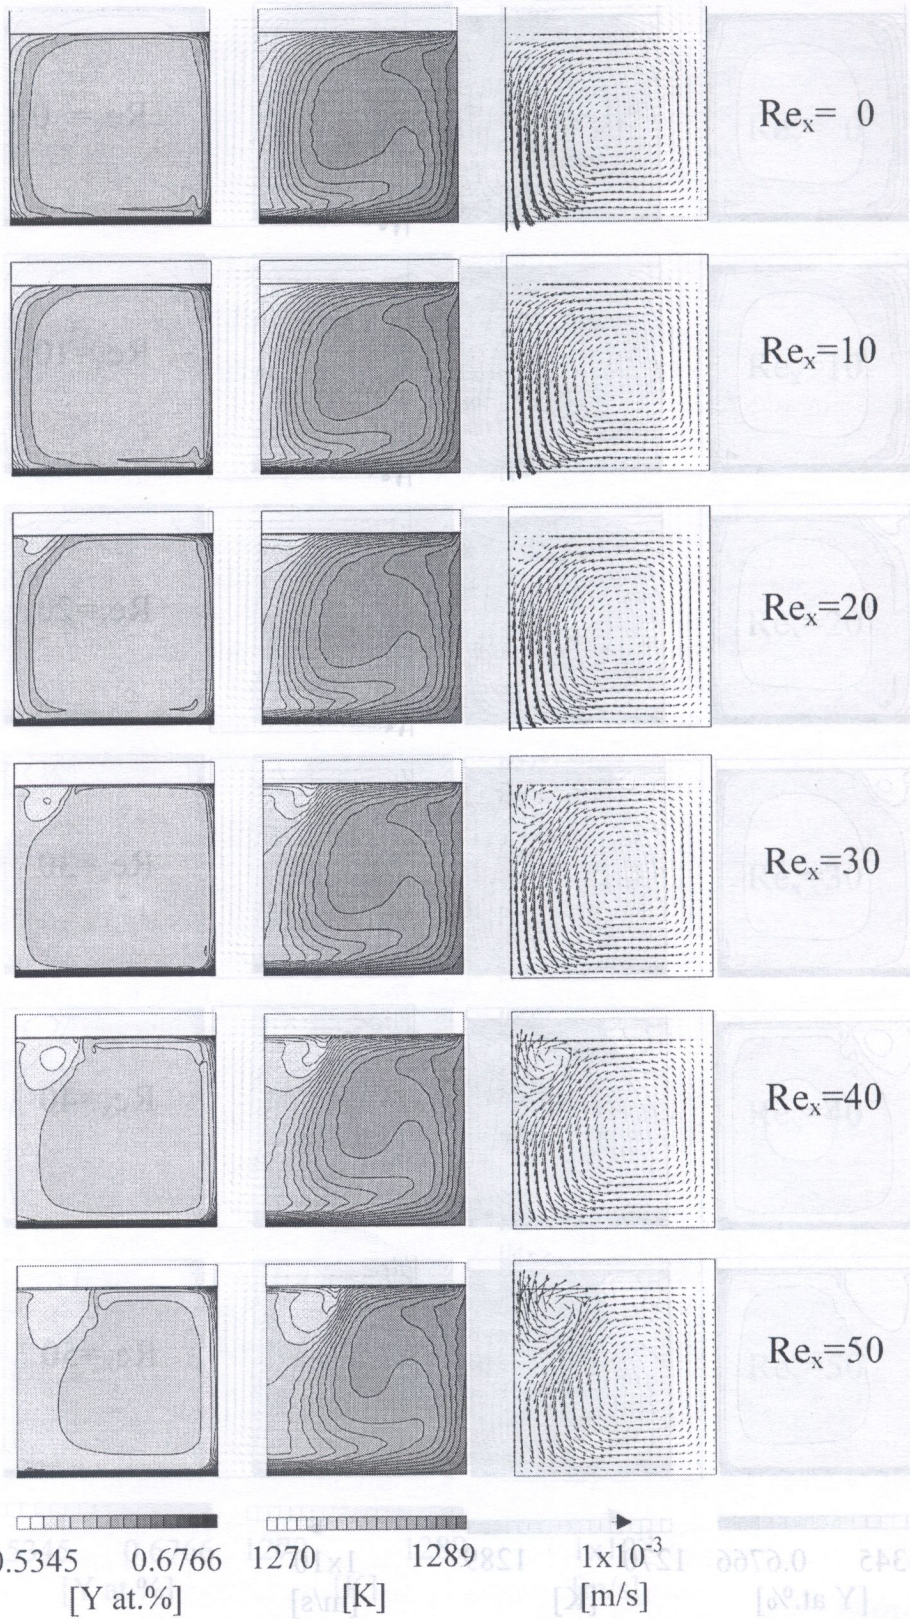 Reₓ= 0
Reₓ=10
Reₓ=20
Reₓ=30
Reₓ=40
Reₓ=50
0.5345 0.6766 1270 1289 1x10⁻³
[Y at.%] [K] [m/s]